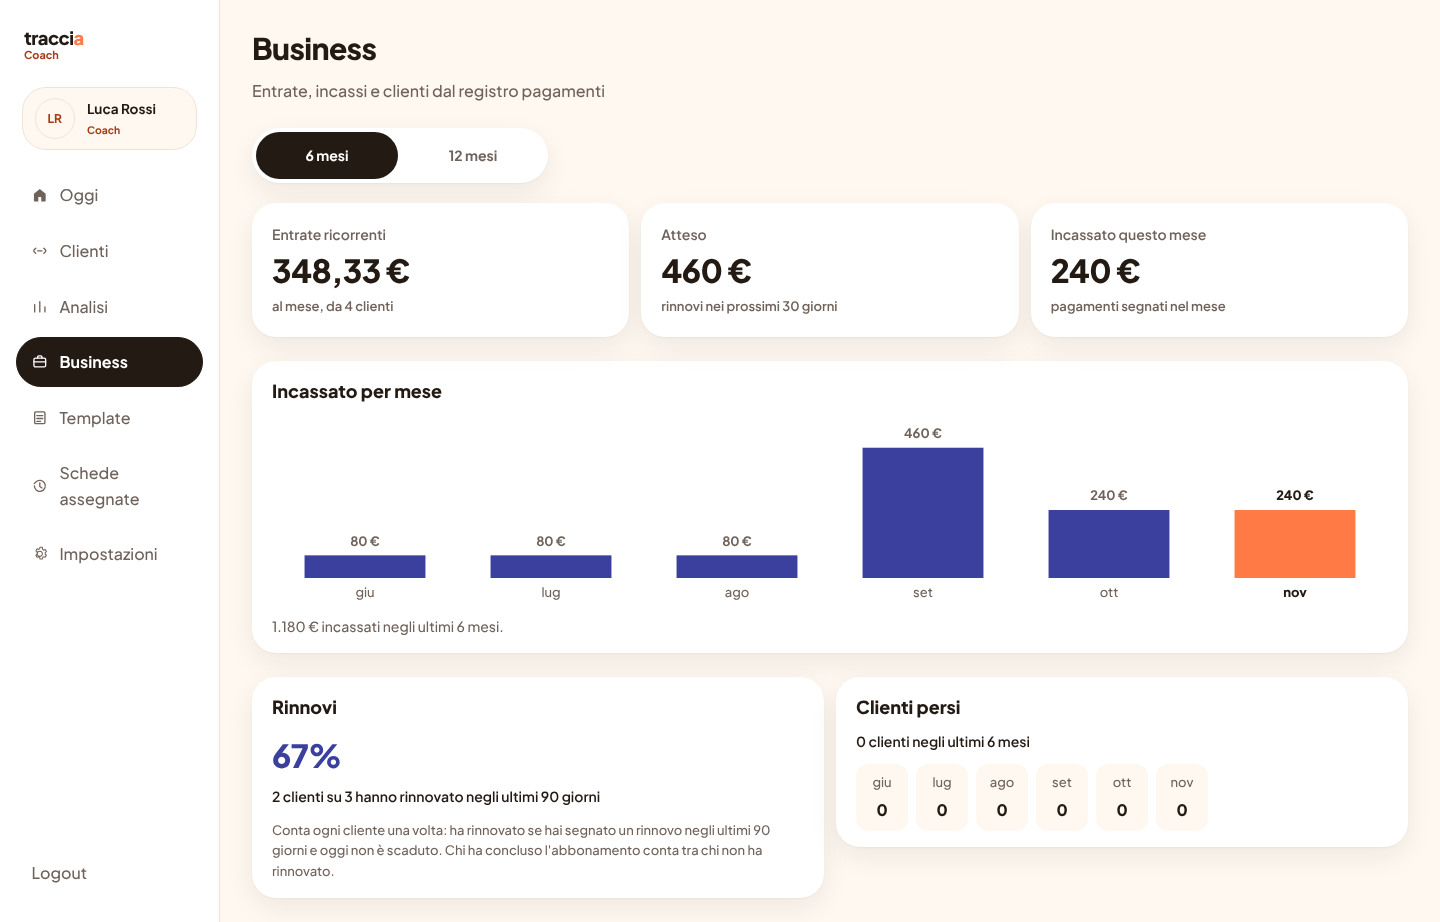 traccia
Coach
LR
Luca Rossi
Coach
Oggi
Clienti
Analisi
Business
Template
Schede
assegnate
Impostazioni
Logout
Business
Entrate, incassi e clienti dal registro pagamenti
6 mesi
12 mesi
Entrate ricorrenti
348,33 €
al mese, da 4 clienti
Atteso
460 €
rinnovi nei prossimi 30 giorni
Incassato questo mese
240 €
pagamenti segnati nel mese
Incassato per mese
80 €
80 €
80 €
460 €
240 €
240 €
giu
lug
ago
set
ott
nov
1.180 € incassati negli ultimi 6 mesi.
Rinnovi
67%
2 clienti su 3 hanno rinnovato negli ultimi 90 giorni
Conta ogni cliente una volta: ha rinnovato se hai segnato un rinnovo negli ultimi 90
giorni e oggi non è scaduto. Chi ha concluso l'abbonamento conta tra chi non ha
rinnovato.
Clienti persi
0 clienti negli ultimi 6 mesi
giu
lug
ago
set
ott
nov
0
0
0
0
0
0